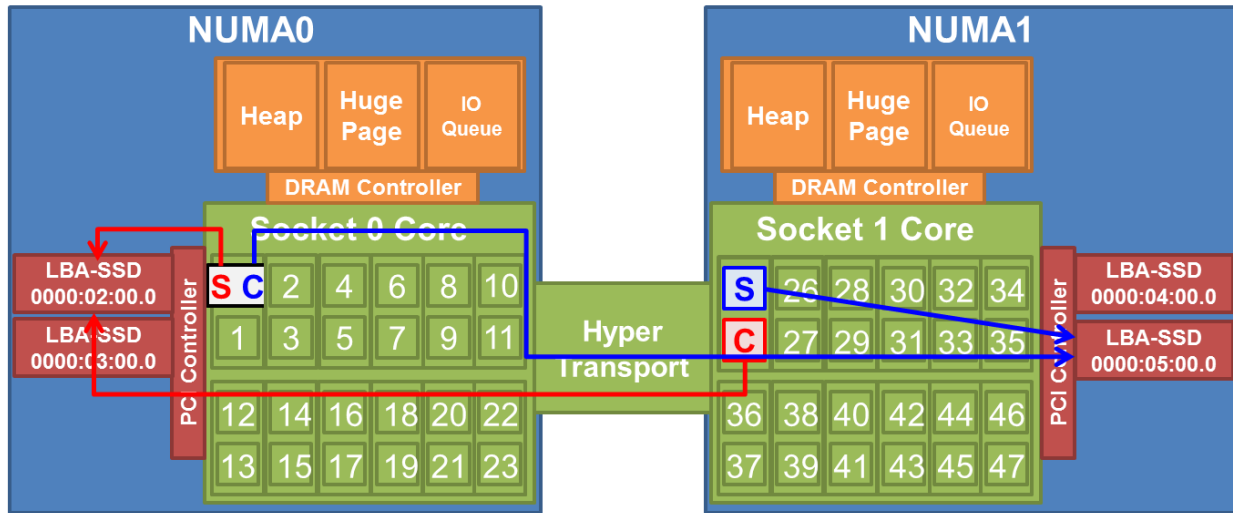 NUMA0
Heap
Huge
Page
IO
Queue
DRAM Controller
Socket 0 Core
LBA-SSD
0000:02:00.0
LBA-SSD
0000:03:00.0
PCI Controller
S C 2 4 6 8 10
1 3 5 7 9 11
12 14 16 18 20 22
13 15 17 19 21 23
Hyper
Transport
NUMA1
Heap
Huge
Page
IO
Queue
DRAM Controller
Socket 1 Core
S 26 28 30 32 34
C 27 29 31 33 35
36 38 40 42 44 46
37 39 41 43 45 47
PCI Controller
LBA-SSD
0000:04:00.0
LBA-SSD
0000:05:00.0